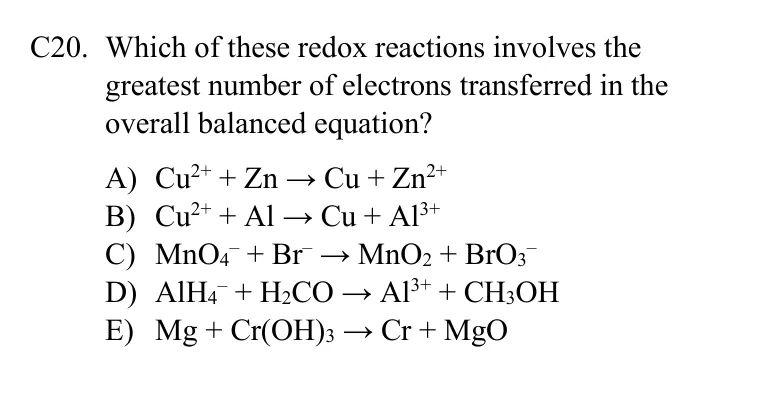 C20. Which of these redox reactions involves the
greatest number of electrons transferred in the
overall balanced equation?
A) Cu²⁺ + Zn → Cu + Zn²⁺
B) Cu²⁺ + Al → Cu + Al³⁺
C) MnO₄⁻ + Br⁻ → MnO₂ + BrO₃⁻
D) AlH₄⁻ + H₂CO → Al³⁺ + CH₃OH
E) Mg + Cr(OH)₃ → Cr + MgO